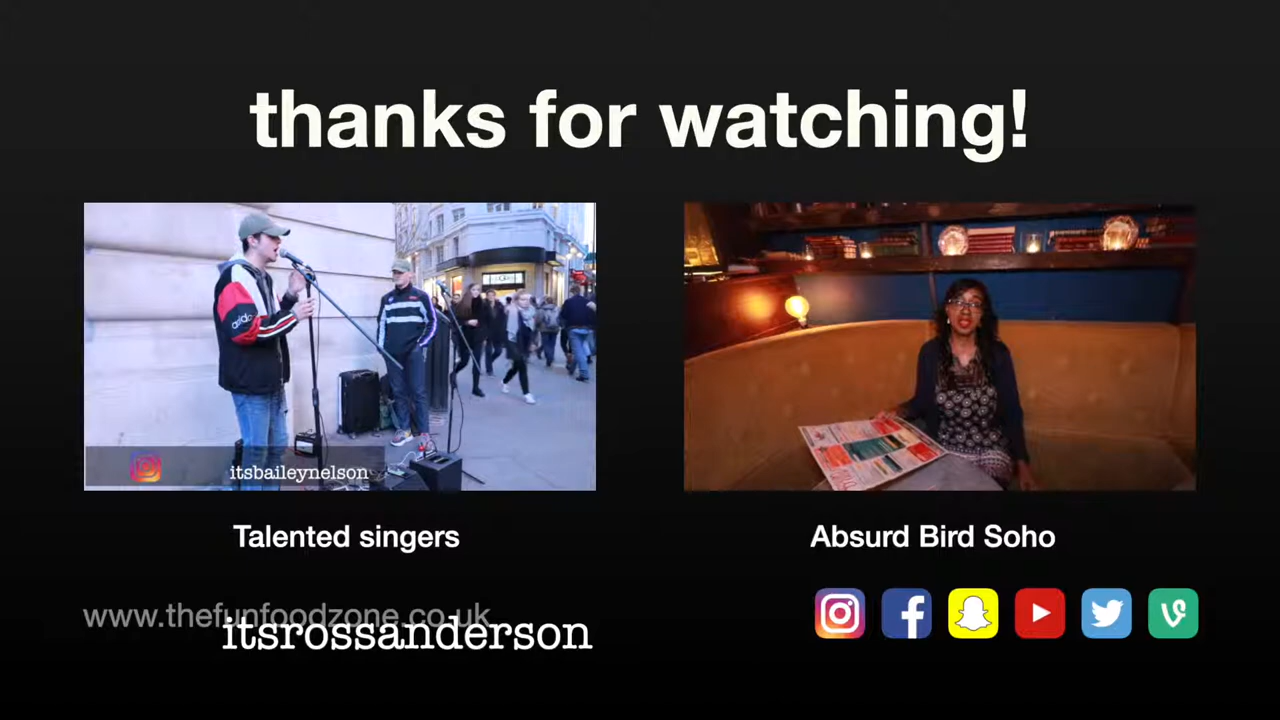 thanks for watching!
itsbaileynelson
Talented singers
Absurd Bird Soho
www.thefunfoodzone.co.uk
itsrossanderson